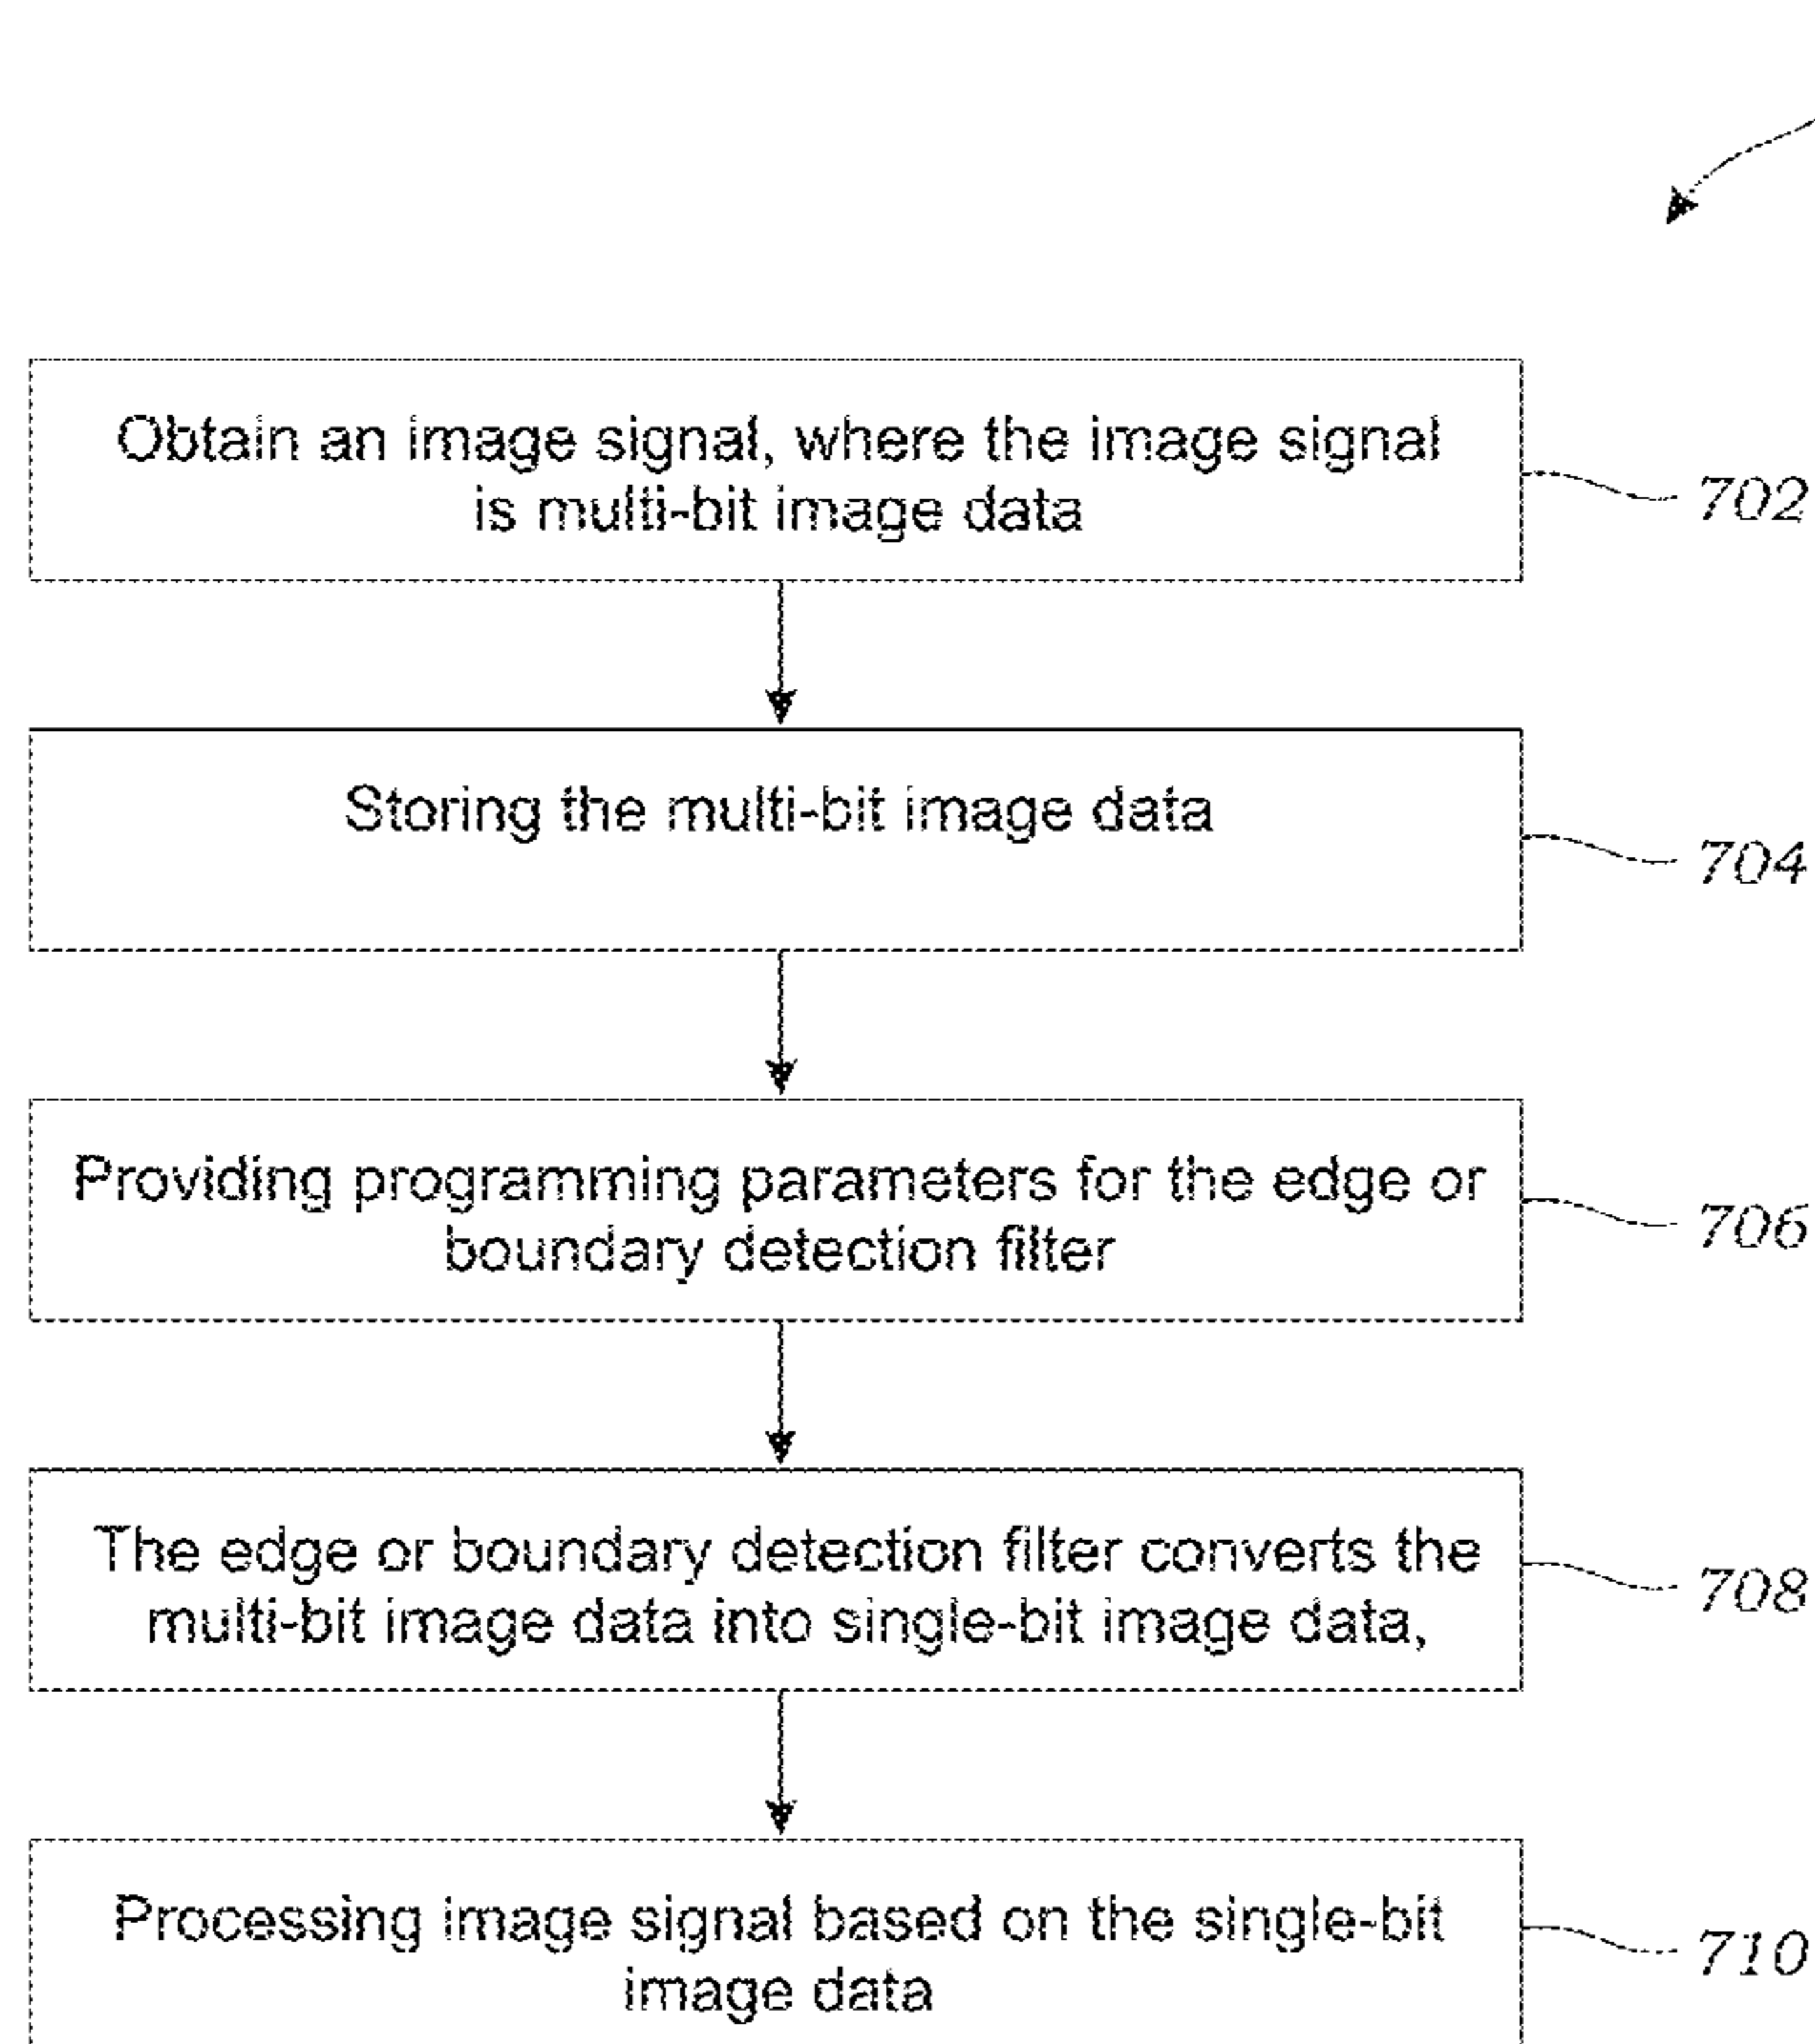 Obtain an image signal, where the image signal
is multi-bit image data
702
Storing the multi-bit image data
704
Providing programming parameters for the edge or
boundary detection filter
706
The edge or boundary detection filter converts the
multi-bit image data into single-bit image data,
708
Processing image signal based on the single-bit
image data
710